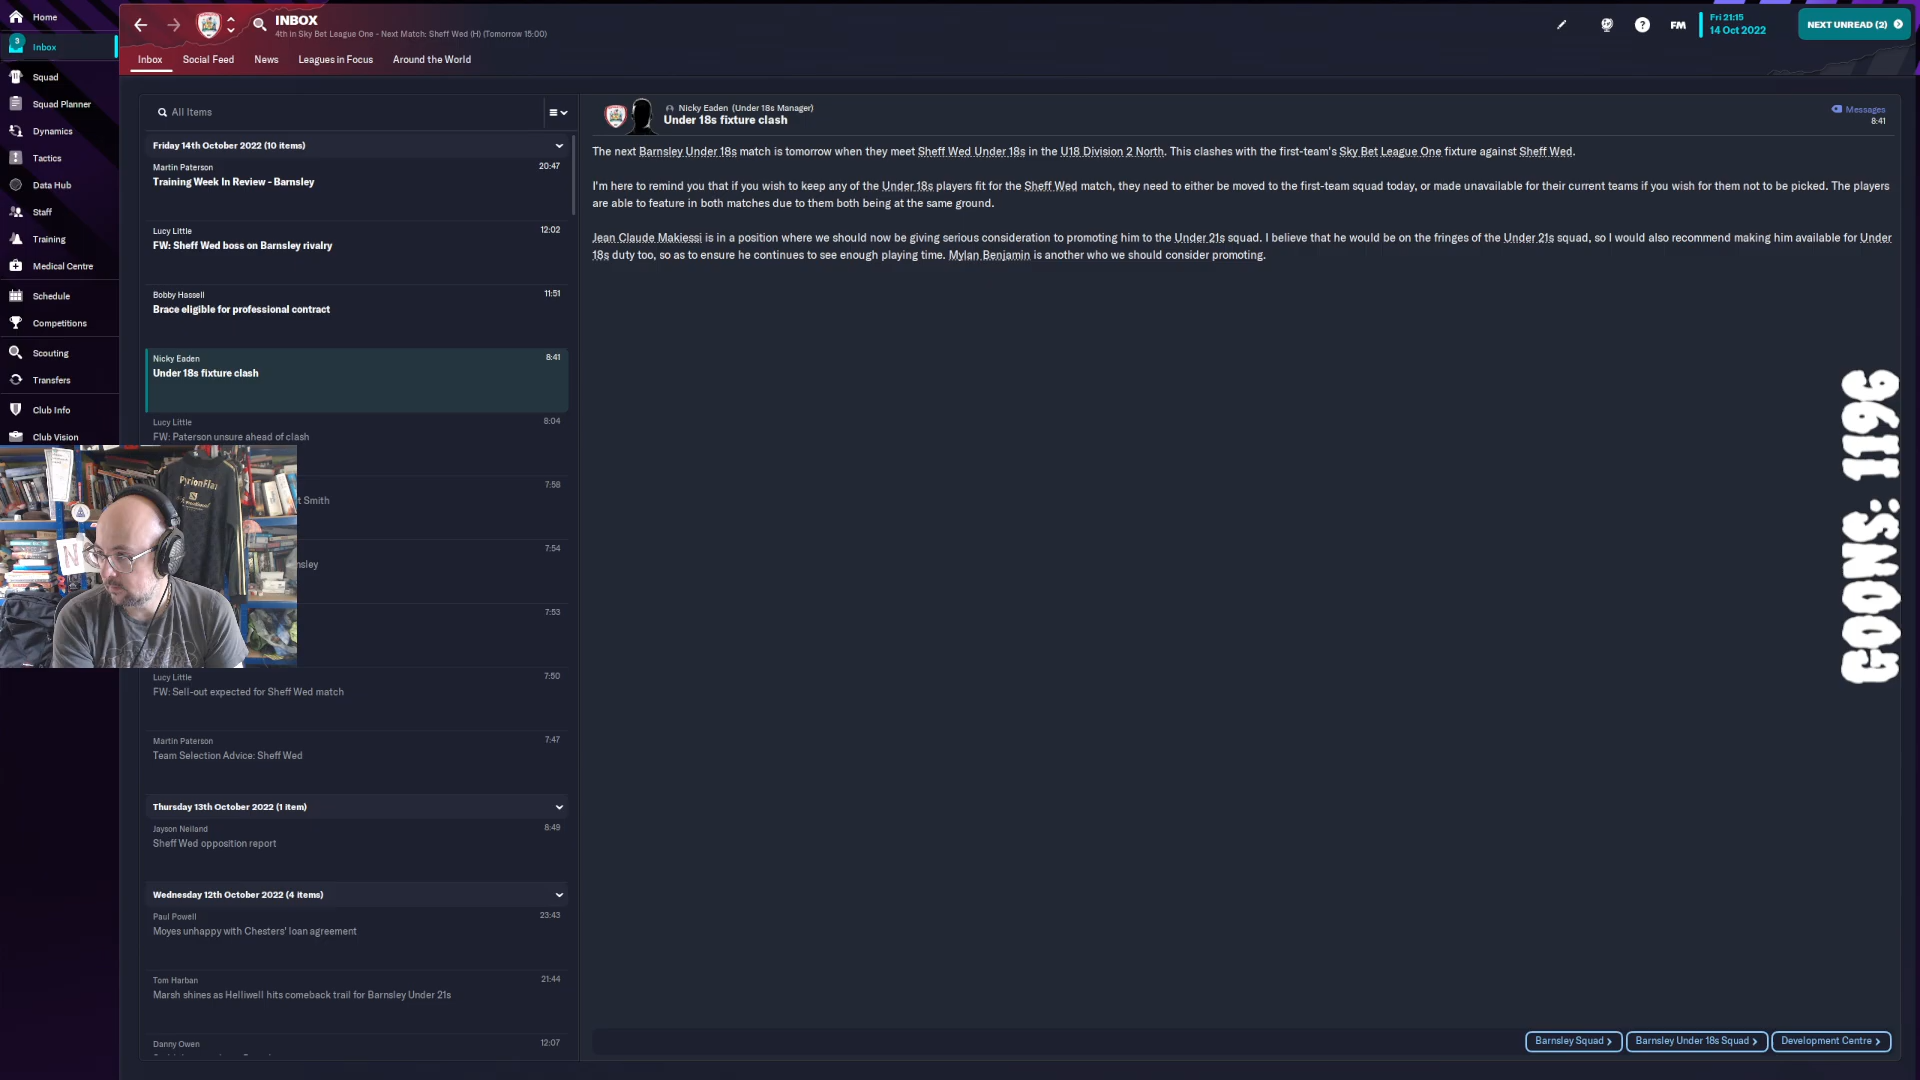 Home
3
Inbox
Squad
Squad Planner
Dynamics
Tactics
Data Hub
Staff
Training
Medical Centre
Schedule
Competitions
Scouting
Transfers
Club Info
Club Vision
INBOX
4th in Sky Bet League One - Next Match: Sheff Wed (H) (Tomorrow 15:00)
Inbox
Social Feed
News
Leagues in Focus
Around the World
FM
Fri 21:15
14 Oct 2022
NEXT UNREAD (2)
All Items
Friday 14th October 2022 (10 items)
Martin Paterson
20:47
Training Week In Review - Barnsley
Lucy Little
12:02
FW: Sheff Wed boss on Barnsley rivalry
Bobby Hassell
11:51
Brace eligible for professional contract
Nicky Eaden
8:41
Under 18s fixture clash
Lucy Little
8:04
FW: Paterson unsure ahead of clash
7:58
t Smith
7:54
nsley
7:53
Lucy Little
7:50
FW: Sell-out expected for Sheff Wed match
Martin Paterson
7:47
Team Selection Advice: Sheff Wed
Thursday 13th October 2022 (1 item)
Jayson Neiland
8:49
Sheff Wed opposition report
Wednesday 12th October 2022 (4 items)
Paul Powell
23:43
Moyes unhappy with Chesters' loan agreement
Tom Harban
21:44
Marsh shines as Helliwell hits comeback trail for Barnsley Under 21s
Danny Owen
12:07
Nicky Eaden (Under 18s Manager)
Under 18s fixture clash
Messages
8:41
The next Barnsley Under 18s match is tomorrow when they meet Sheff Wed Under 18s in the U18 Division 2 North. This clashes with the first-team's Sky Bet League One fixture against Sheff Wed.
I'm here to remind you that if you wish to keep any of the Under 18s players fit for the Sheff Wed match, they need to either be moved to the first-team squad today, or made unavailable for their current teams if you wish for them not to be picked. The players
are able to feature in both matches due to them both being at the same ground.
Jean Claude Makiessi is in a position where we should now be giving serious consideration to promoting him to the Under 21s squad. I believe that he would be on the fringes of the Under 21s squad, so I would also recommend making him available for Under
18s duty too, so as to ensure he continues to see enough playing time. Mylan Benjamin is another who we should consider promoting.
GOONS: 1196
PyrionFlax
N
Barnsley Squad
Barnsley Under 18s Squad
Development Centre